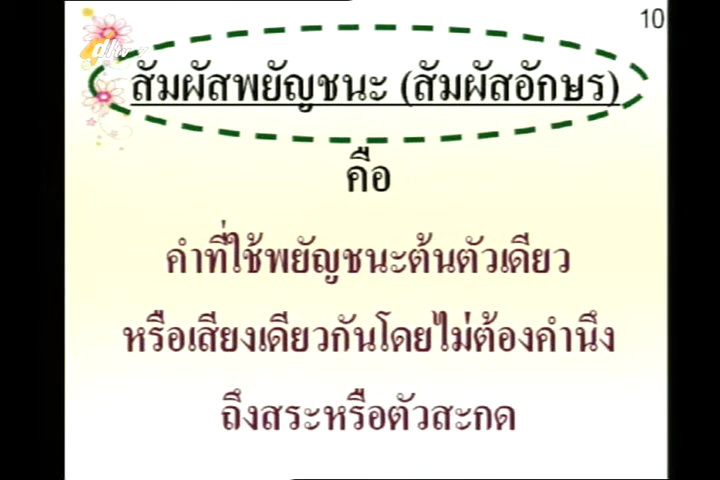 10
สัมผัสพยัญชนะ (สัมผัสอักษร)
คือ
คำที่ใช้พยัญชนะต้นตัวเดียว
หรือเสียงเดียวกันโดยไม่ต้องคำนึง
ถึงสระหรือตัวสะกด